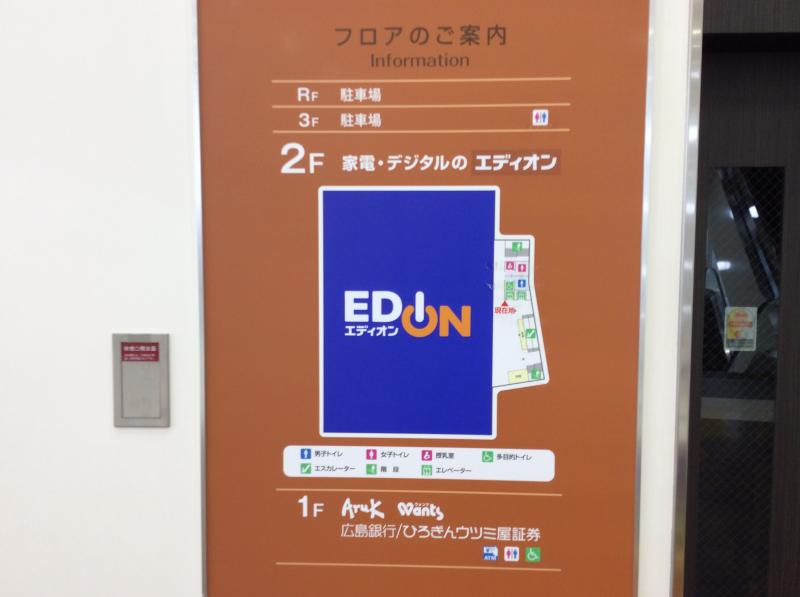 フロアのご案内
Information
RF 駐車場
3F 駐車場
2F 家電・デジタルの エディオン
EDION
エディオン
現在地
男子トイレ 女子トイレ 授乳室 多目的トイレ
エスカレーター 階段 エレベーター
1F Aruk Wants
広島銀行/ひろぎんウツミ屋証券
ATM